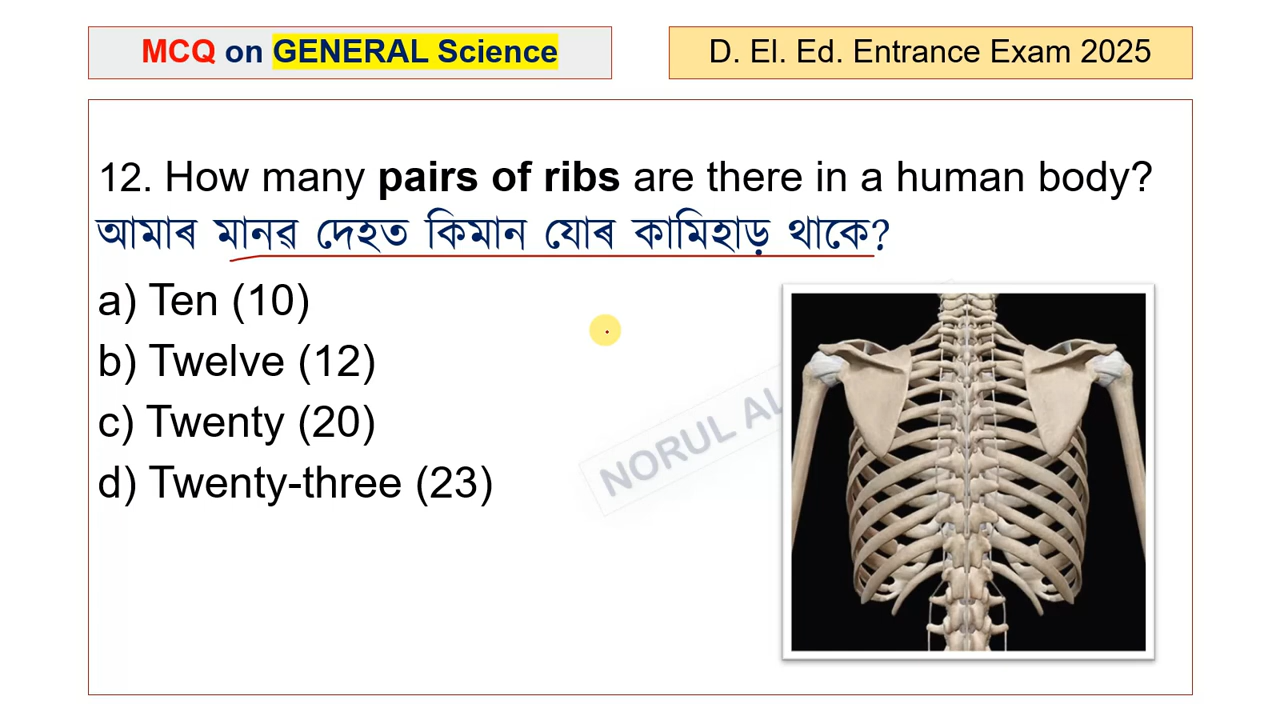 MCQ on GENERAL Science
D. El. Ed. Entrance Exam 2025
12. How many pairs of ribs are there in a human body?
আমাৰ মানৱ দেহত কিমান যোৰ কামিহাড় থাকে?
a) Ten (10)
b) Twelve (12)
c) Twenty (20)
d) Twenty-three (23)
NORUL AL